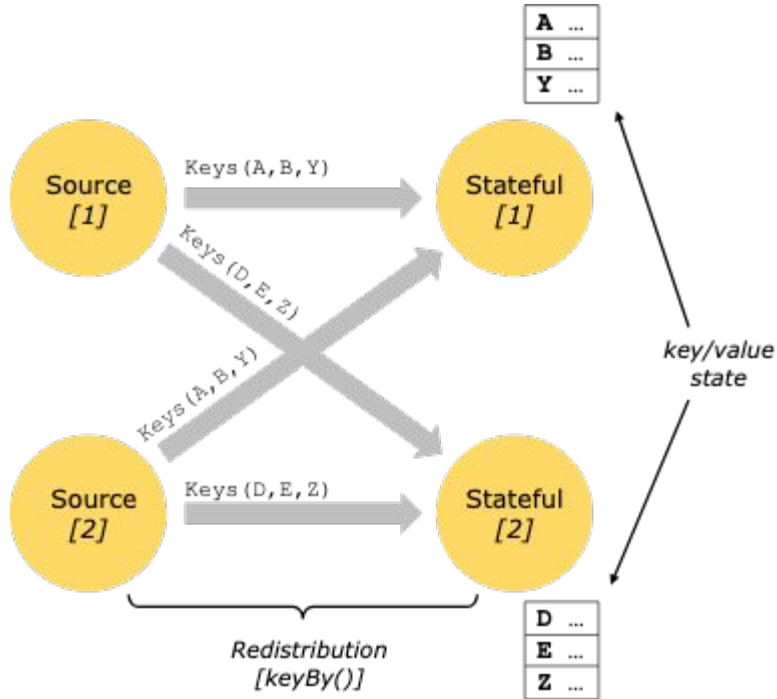 A ...
B ...
Y ...
Source
[1]
Keys(A,B,Y)
Stateful
[1]
Keys(D,E,Z)
key/value
state
Keys(A,B,Y)
Source
[2]
Keys(D,E,Z)
Stateful
[2]
Redistribution
[keyBy()]
D ...
E ...
Z ...